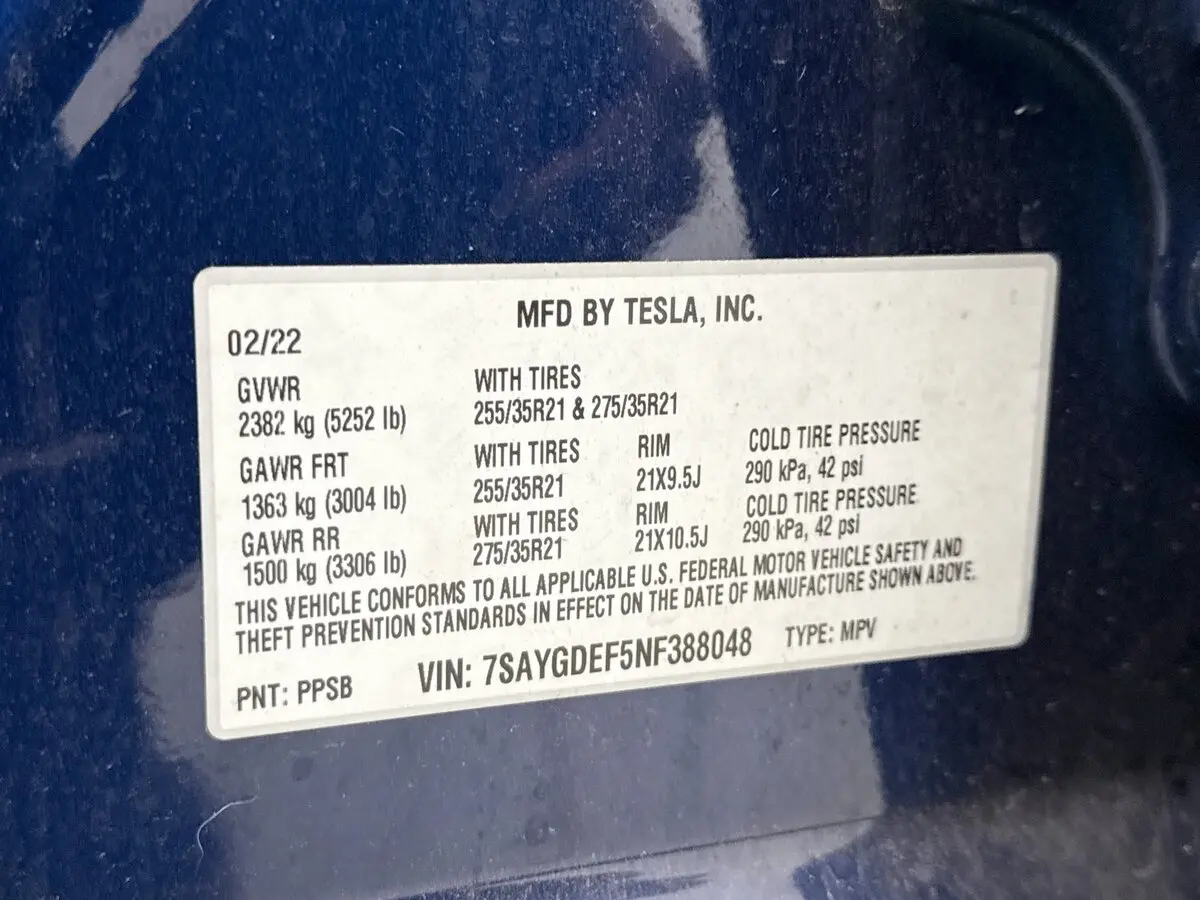 MFD BY TESLA, INC.
02/22
GVWR WITH TIRES
2382 kg (5252 lb) 255/35R21 & 275/35R21
GAWR FRT WITH TIRES RIM COLD TIRE PRESSURE
1363 kg (3004 lb) 255/35R21 21X9.5J 290 kPa, 42 psi
GAWR RR WITH TIRES RIM COLD TIRE PRESSURE
1500 kg (3306 lb) 275/35R21 21X10.5J 290 kPa, 42 psi
THIS VEHICLE CONFORMS TO ALL APPLICABLE U.S. FEDERAL MOTOR VEHICLE SAFETY AND
THEFT PREVENTION STANDARDS IN EFFECT ON THE DATE OF MANUFACTURE SHOWN ABOVE.
PNT: PPSB VIN: 7SAYGDEF5NF388048 TYPE: MPV